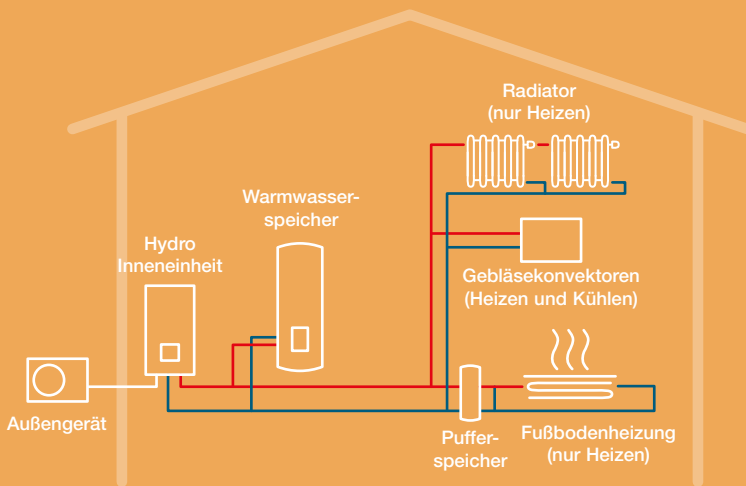 Radiator
(nur Heizen)
Warmwasser-
speicher
Hydro
Inneneinheit
Gebläsekonvektoren
(Heizen und Kühlen)
Außengerät
Puffer-
speicher
Fußbodenheizung
(nur Heizen)